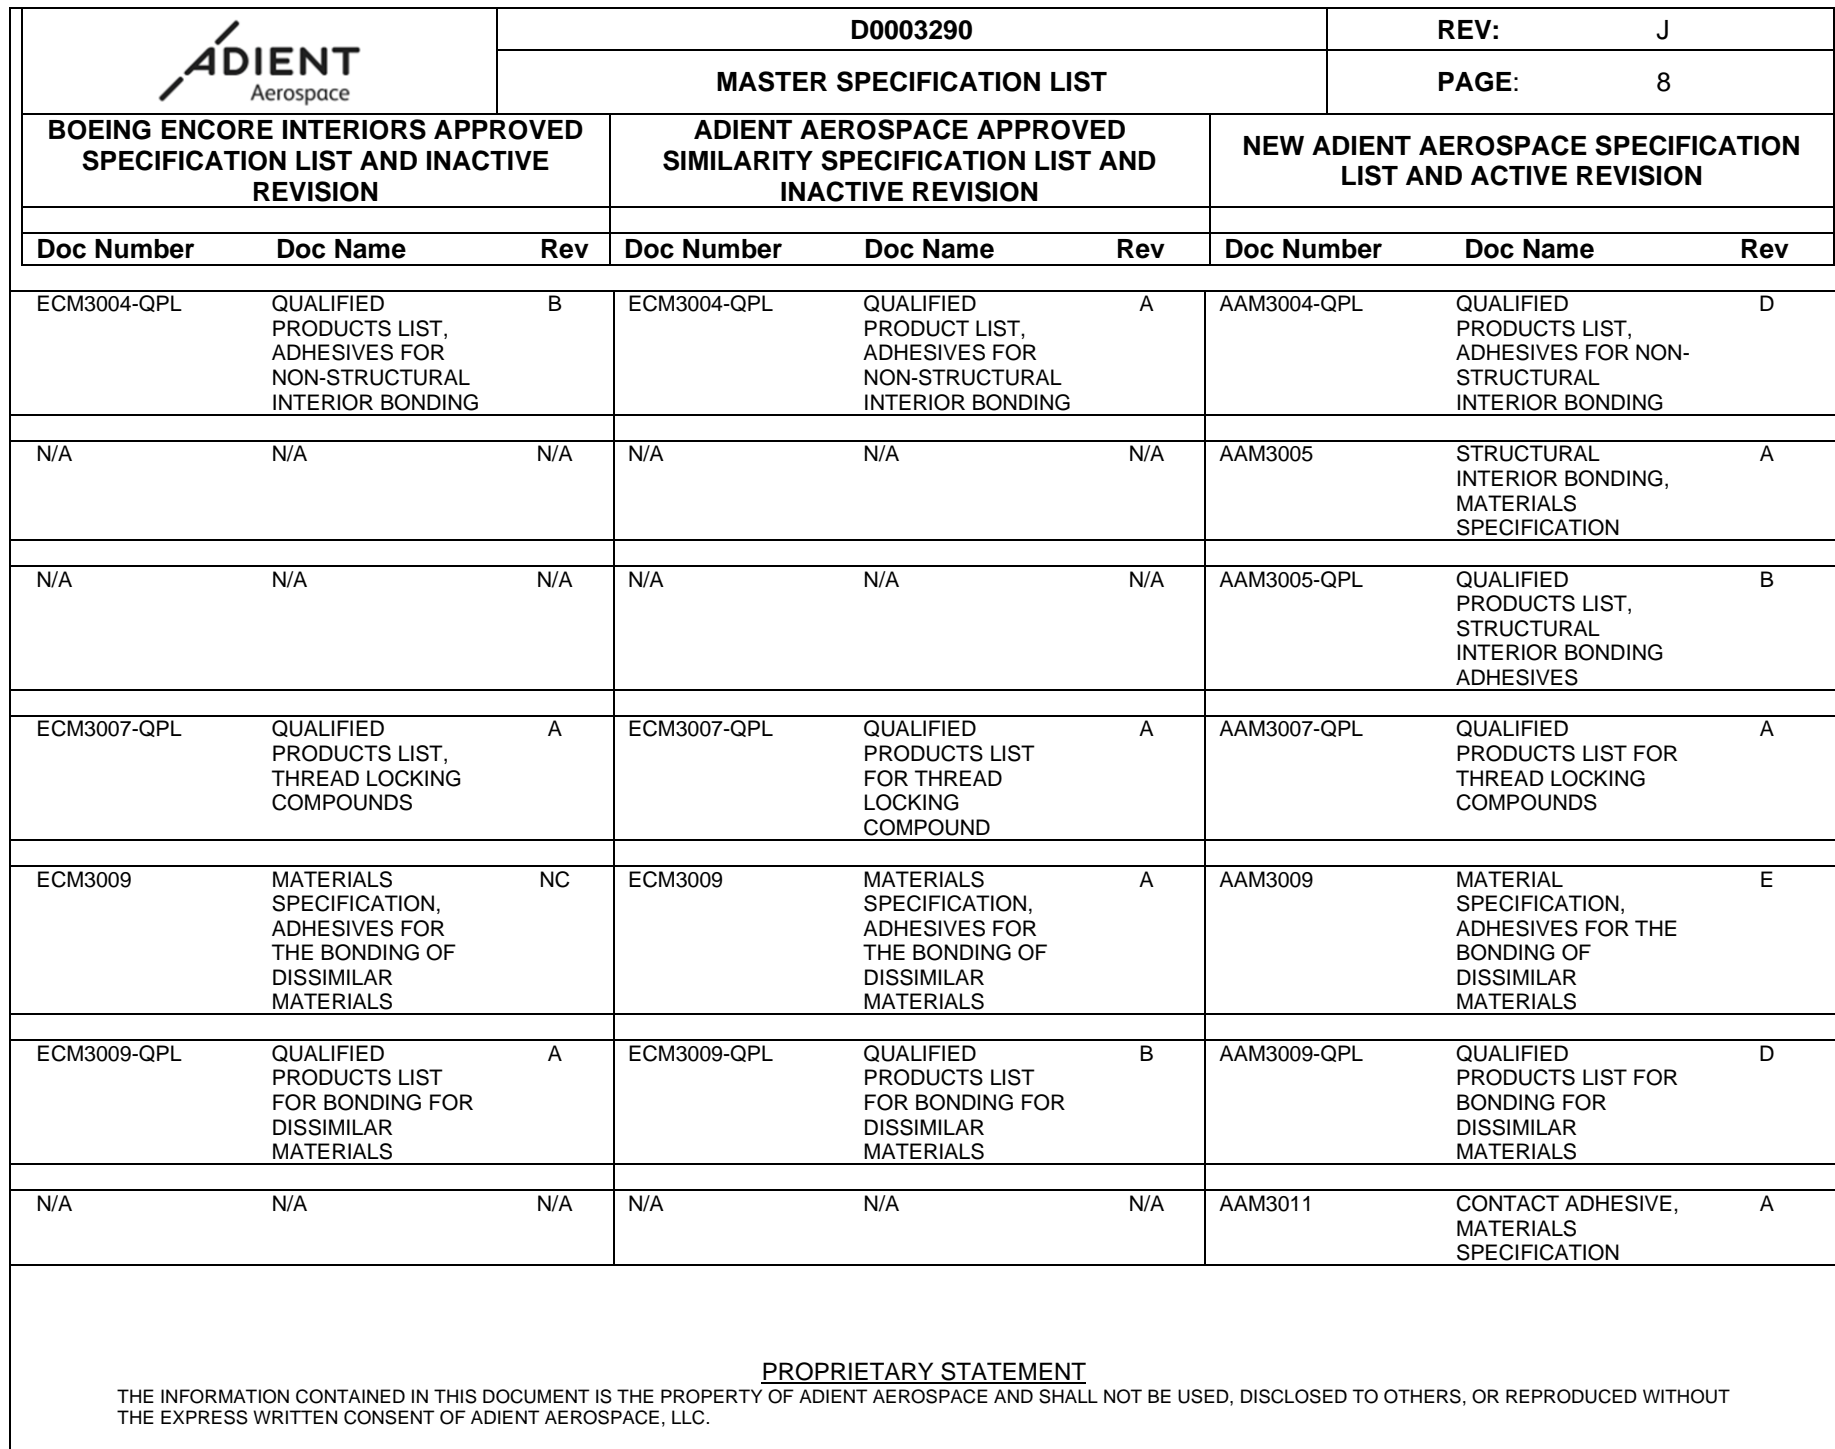 ADIENT
Aerospace
D0003290
REV: J
MASTER SPECIFICATION LIST
PAGE: 8
BOEING ENCORE INTERIORS APPROVED
SPECIFICATION LIST AND INACTIVE
REVISION
ADIENT AEROSPACE APPROVED
SIMILARITY SPECIFICATION LIST AND
INACTIVE REVISION
NEW ADIENT AEROSPACE SPECIFICATION
LIST AND ACTIVE REVISION
Doc Number Doc Name Rev Doc Number Doc Name Rev Doc Number Doc Name Rev
ECM3004-QPL QUALIFIED B ECM3004-QPL QUALIFIED A AAM3004-QPL QUALIFIED D
PRODUCTS LIST, PRODUCT LIST, PRODUCTS LIST,
ADHESIVES FOR ADHESIVES FOR ADHESIVES FOR NON-
NON-STRUCTURAL NON-STRUCTURAL STRUCTURAL
INTERIOR BONDING INTERIOR BONDING INTERIOR BONDING
N/A N/A N/A N/A N/A N/A AAM3005 STRUCTURAL A
INTERIOR BONDING,
MATERIALS
SPECIFICATION
N/A N/A N/A N/A N/A N/A AAM3005-QPL QUALIFIED B
PRODUCTS LIST,
STRUCTURAL
INTERIOR BONDING
ADHESIVES
ECM3007-QPL QUALIFIED A ECM3007-QPL QUALIFIED A AAM3007-QPL QUALIFIED A
PRODUCTS LIST, PRODUCTS LIST PRODUCTS LIST FOR
THREAD LOCKING FOR THREAD THREAD LOCKING
COMPOUNDS LOCKING COMPOUNDS
COMPOUND
ECM3009 MATERIALS NC ECM3009 MATERIALS A AAM3009 MATERIAL E
SPECIFICATION, SPECIFICATION, SPECIFICATION,
ADHESIVES FOR ADHESIVES FOR ADHESIVES FOR THE
THE BONDING OF THE BONDING OF BONDING OF
DISSIMILAR DISSIMILAR DISSIMILAR
MATERIALS MATERIALS MATERIALS
ECM3009-QPL QUALIFIED A ECM3009-QPL QUALIFIED B AAM3009-QPL QUALIFIED D
PRODUCTS LIST PRODUCTS LIST PRODUCTS LIST FOR
FOR BONDING FOR FOR BONDING FOR BONDING FOR
DISSIMILAR DISSIMILAR DISSIMILAR
MATERIALS MATERIALS MATERIALS
N/A N/A N/A N/A N/A N/A AAM3011 CONTACT ADHESIVE, A
MATERIALS
SPECIFICATION
PROPRIETARY STATEMENT
THE INFORMATION CONTAINED IN THIS DOCUMENT IS THE PROPERTY OF ADIENT AEROSPACE AND SHALL NOT BE USED, DISCLOSED TO OTHERS, OR REPRODUCED WITHOUT
THE EXPRESS WRITTEN CONSENT OF ADIENT AEROSPACE, LLC.